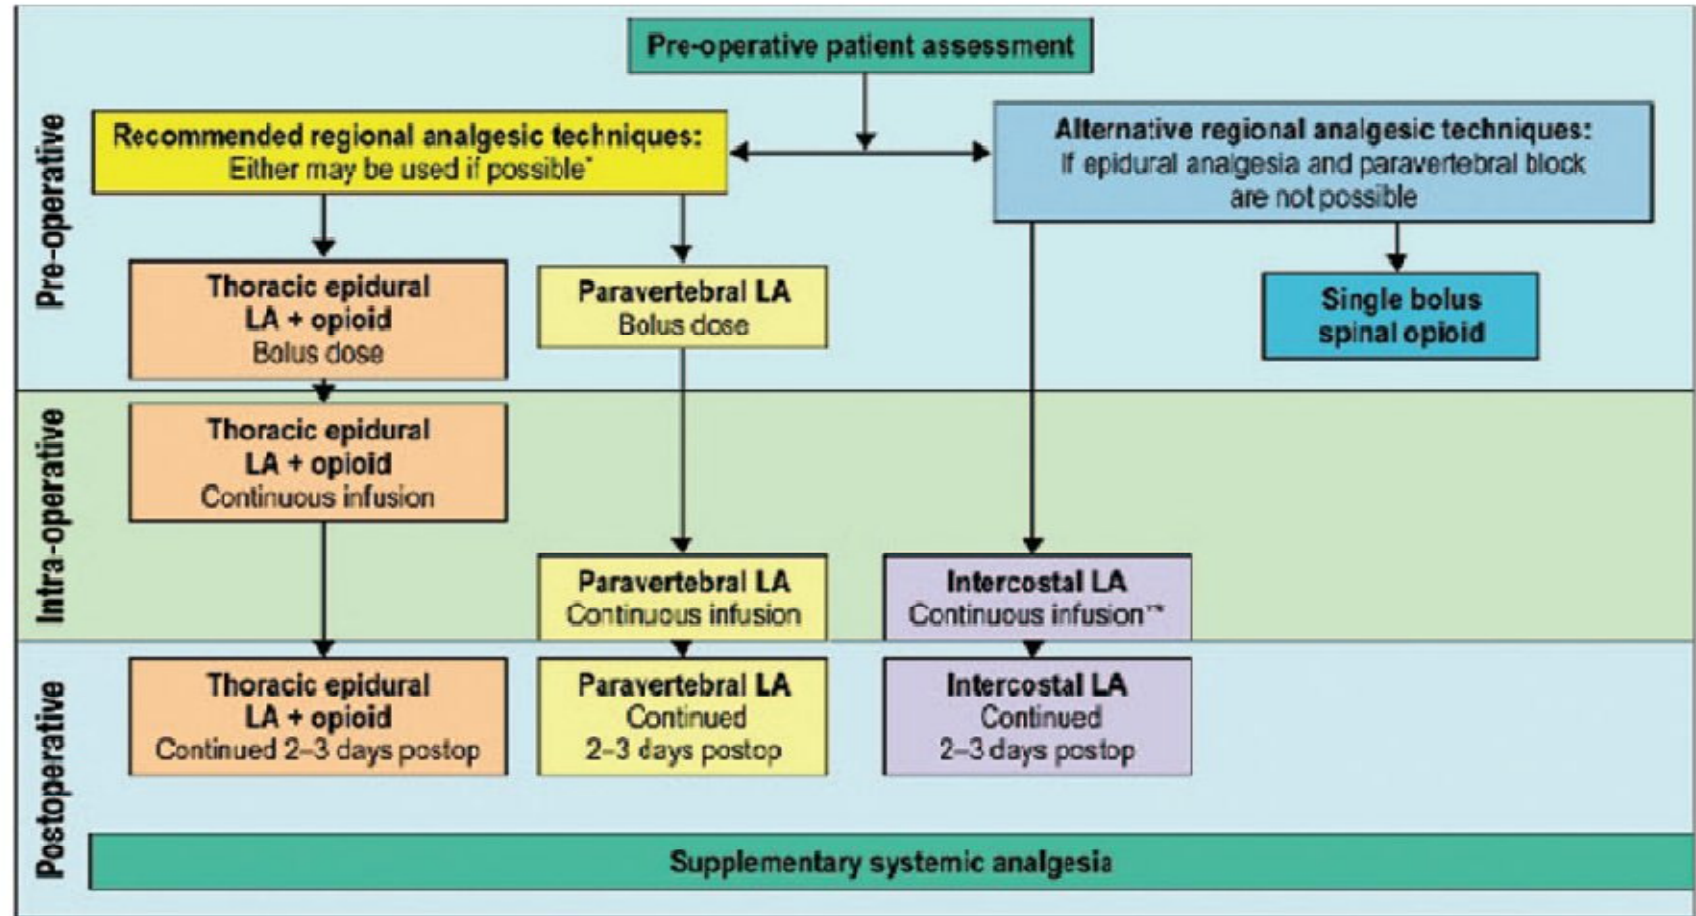 Pre-operative patient assessment
Pre-operative
Recommended regional analgesic techniques:
Either may be used if possible*
Alternative regional analgesic techniques:
If epidural analgesia and paravertebral block
are not possible
Thoracic epidural
LA + opioid
Bolus dose
Paravertebral LA
Bolus dose
Single bolus
spinal opioid
Intra-operative
Thoracic epidural
LA + opioid
Continuous infusion
Paravertebral LA
Continuous infusion
Intercostal LA
Continuous infusion**
Postoperative
Thoracic epidural
LA + opioid
Continued 2–3 days postop
Paravertebral LA
Continued
2–3 days postop
Intercostal LA
Continued
2–3 days postop
Supplementary systemic analgesia